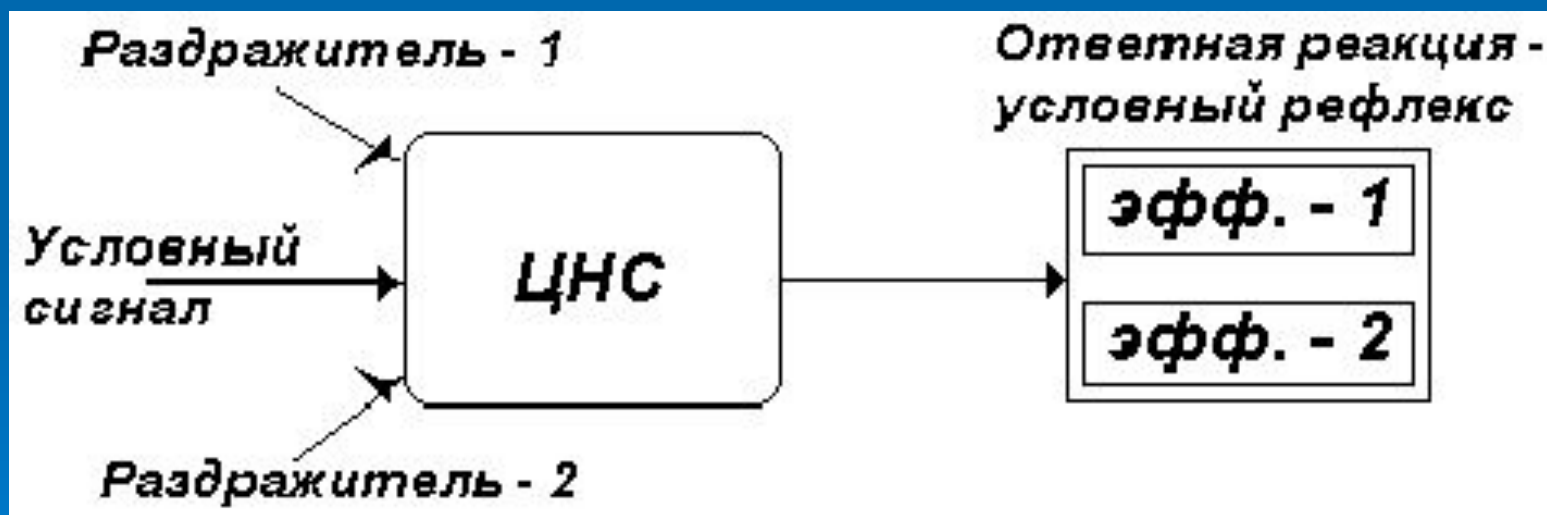 Раздражитель - 1
Ответная реакция -
условный рефлекс
эфф. - 1
Условный
сигнал
ЦНС
эфф. - 2
Раздражитель - 2